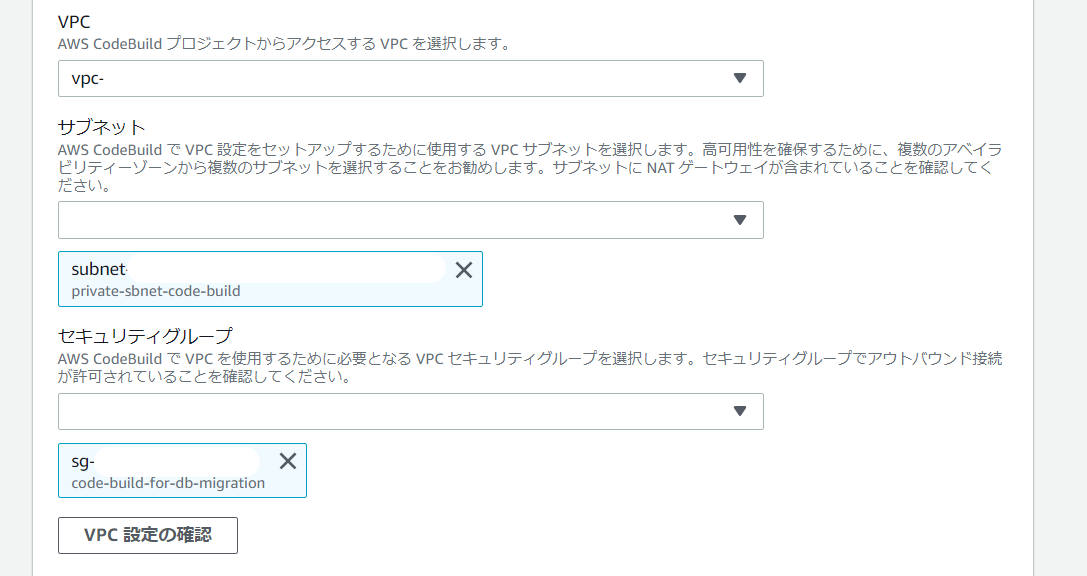 VPC
AWS CodeBuild プロジェクトからアクセスする VPC を選択します。
vpc-
サブネット
AWS CodeBuild で VPC 設定をセットアップするために使用する VPC サブネットを選択します。高可用性を確保するために、複数のアベイラ
ビリティーゾーンから複数のサブネットを選択することをお勧めします。サブネットに NAT ゲートウェイが含まれていることを確認してく
ださい。
subnet-
private-sbnet-code-build
セキュリティグループ
AWS CodeBuild で VPC を使用するために必要となる VPC セキュリティグループを選択します。セキュリティグループでアウトバウンド接続
が許可されていることを確認してください。
sg-
code-build-for-db-migration
VPC 設定の確認